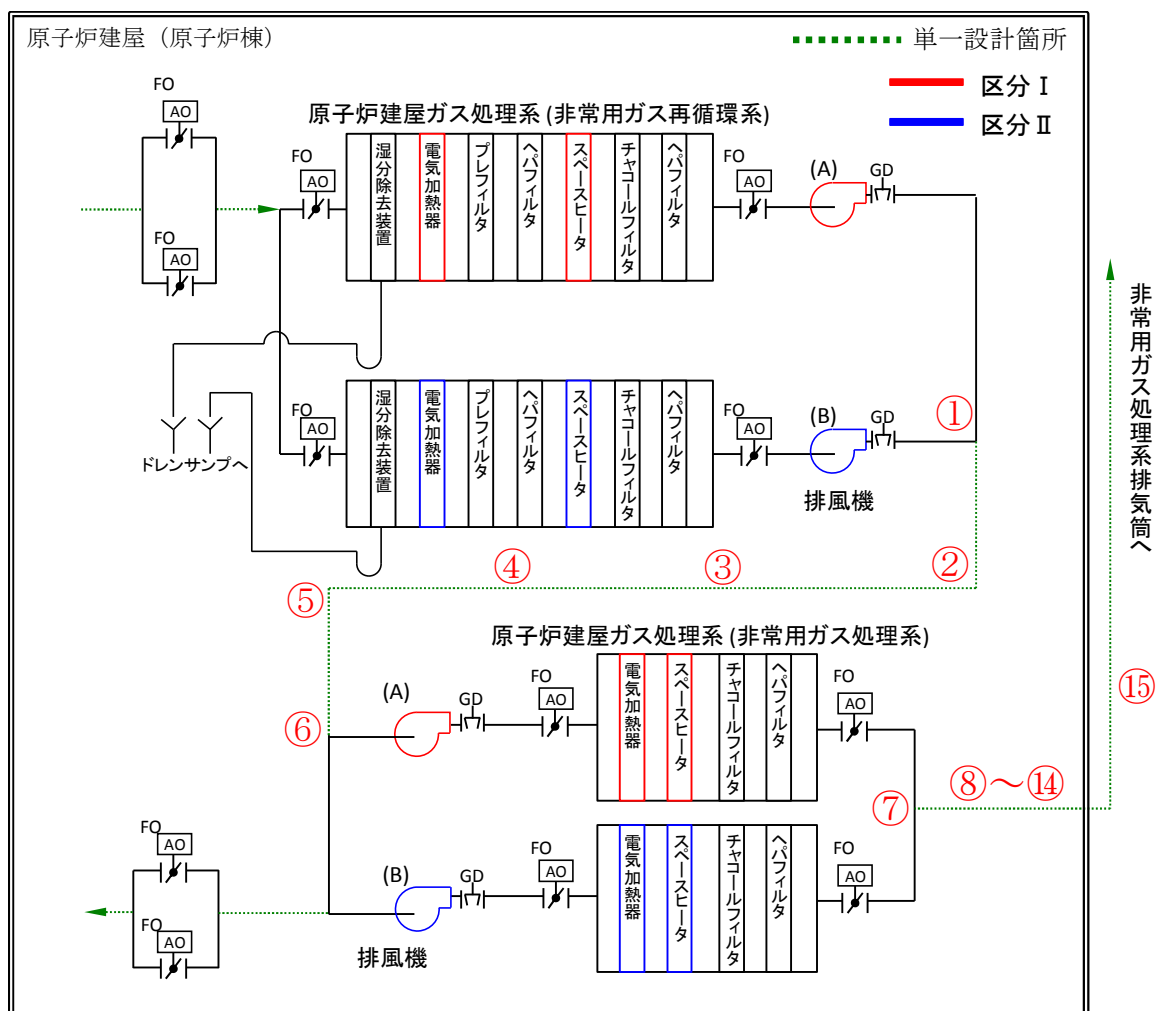 原子炉建屋（原子炉棟）
単一設計箇所
区分Ⅰ
区分Ⅱ
原子炉建屋ガス処理系 (非常用ガス再循環系)
FO
AO
FO
AO
FO
AO
湿分除去装置
電気加熱器
プレフィルタ
ヘパフィルタ
スペースヒータ
チャコールフィルタ
ヘパフィルタ
FO
AO
(A)
GD
FO
AO
湿分除去装置
電気加熱器
プレフィルタ
ヘパフィルタ
スペースヒータ
チャコールフィルタ
ヘパフィルタ
FO
AO
(B)
GD
排風機
ドレンサンプへ
①
②
③
④
⑤
非常用ガス処理系排気筒へ
原子炉建屋ガス処理系 (非常用ガス処理系)
⑥
(A)
GD
FO
AO
電気加熱器
スペースヒータ
チャコールフィルタ
ヘパフィルタ
FO
AO
⑦
⑧～⑭
⑮
(B)
GD
FO
AO
電気加熱器
スペースヒータ
チャコールフィルタ
ヘパフィルタ
FO
AO
排風機
FO
AO
FO
AO